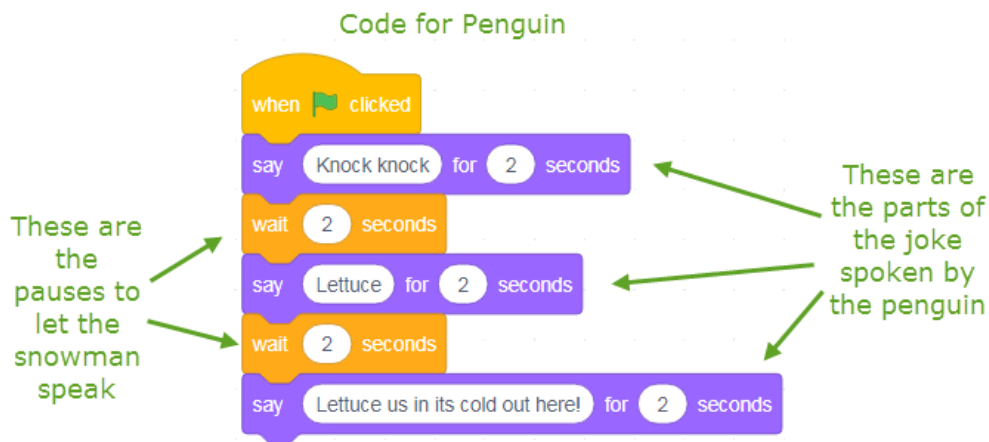 Code for Penguin
when clicked
say Knock knock for 2 seconds
wait 2 seconds
say Lettuce for 2 seconds
wait 2 seconds
say Lettuce us in its cold out here! for 2 seconds
These are
the
pauses to
let the
snowman
speak
These are
the parts of
the joke
spoken by
the penguin